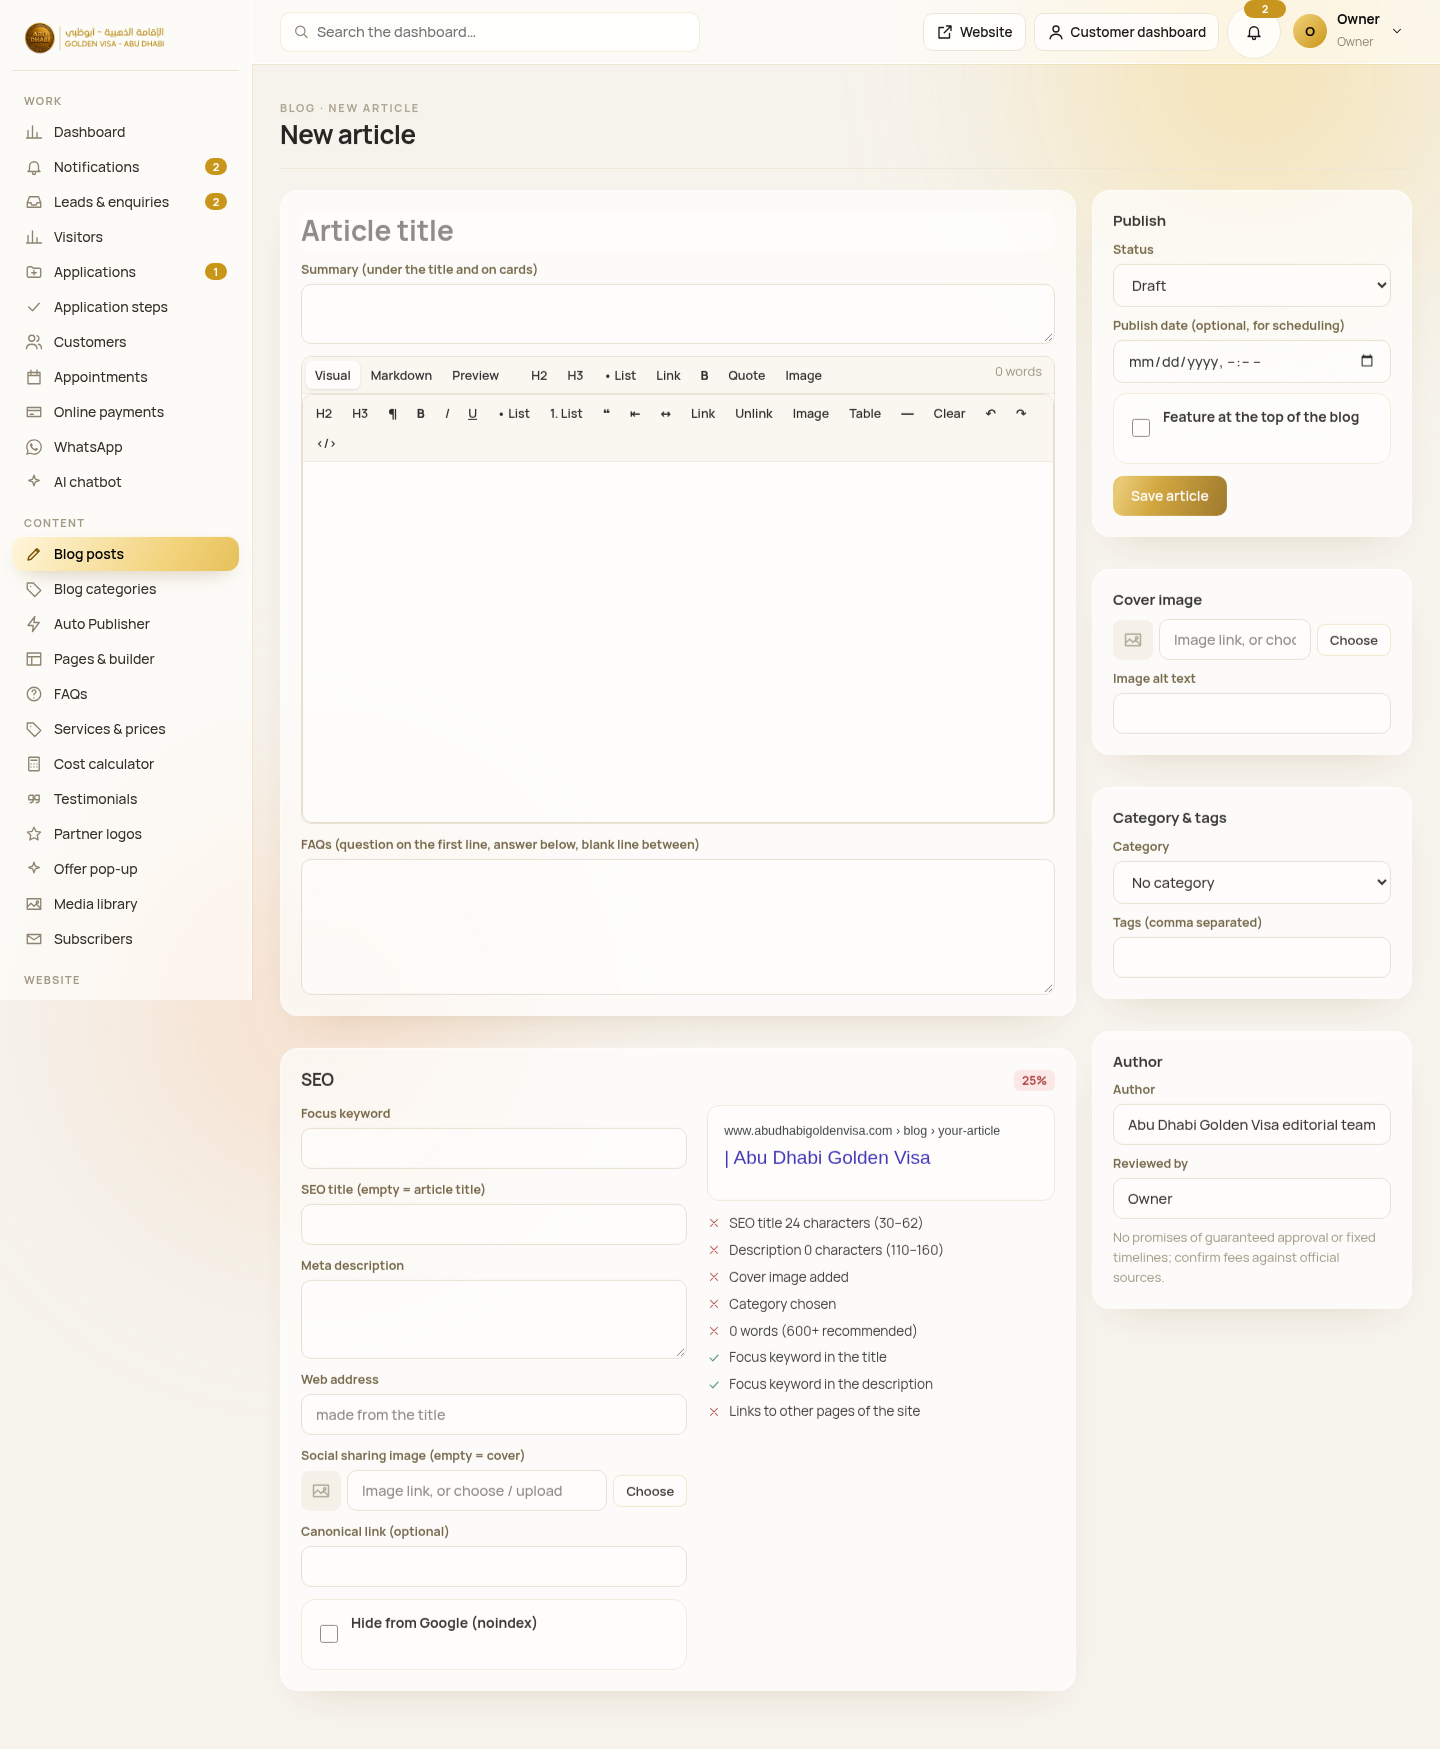 الإقامة الذهبية - ابوظبي
GOLDEN VISA - ABU DHABI
Search the dashboard...
Website
Customer dashboard
2
O
Owner
Owner
WORK
Dashboard
Notifications 2
Leads & enquiries 2
Visitors
Applications 1
Application steps
Customers
Appointments
Online payments
WhatsApp
AI chatbot
CONTENT
Blog posts
Blog categories
Auto Publisher
Pages & builder
FAQs
Services & prices
Cost calculator
Testimonials
Partner logos
Offer pop-up
Media library
Subscribers
WEBSITE
BLOG · NEW ARTICLE
New article
Article title
Summary (under the title and on cards)
Visual Markdown Preview H2 H3 • List Link B Quote Image 0 words
H2 H3 ¶ B I U • List 1. List ❝ ⇤ ↔ Link Unlink Image Table — Clear ↶ ↷
</>
FAQs (question on the first line, answer below, blank line between)
SEO 25%
Focus keyword
SEO title (empty = article title)
Meta description
Web address
made from the title
Social sharing image (empty = cover)
Image link, or choose / upload Choose
Canonical link (optional)
Hide from Google (noindex)
www.abudhabigoldenvisa.com › blog › your-article
| Abu Dhabi Golden Visa
SEO title 24 characters (30–62)
Description 0 characters (110–160)
Cover image added
Category chosen
0 words (600+ recommended)
Focus keyword in the title
Focus keyword in the description
Links to other pages of the site
Publish
Status
Draft
Publish date (optional, for scheduling)
mm/dd/yyyy, --:-- --
Feature at the top of the blog
Save article
Cover image
Image link, or choo Choose
Image alt text
Category & tags
Category
No category
Tags (comma separated)
Author
Author
Abu Dhabi Golden Visa editorial team
Reviewed by
Owner
No promises of guaranteed approval or fixed
timelines; confirm fees against official
sources.